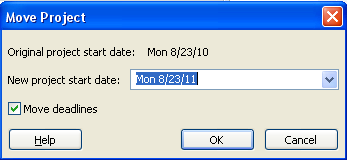 Move Project
Original project start date: Mon 8/23/10
New project start date: Mon 8/23/11
Move deadlines
Help OK Cancel